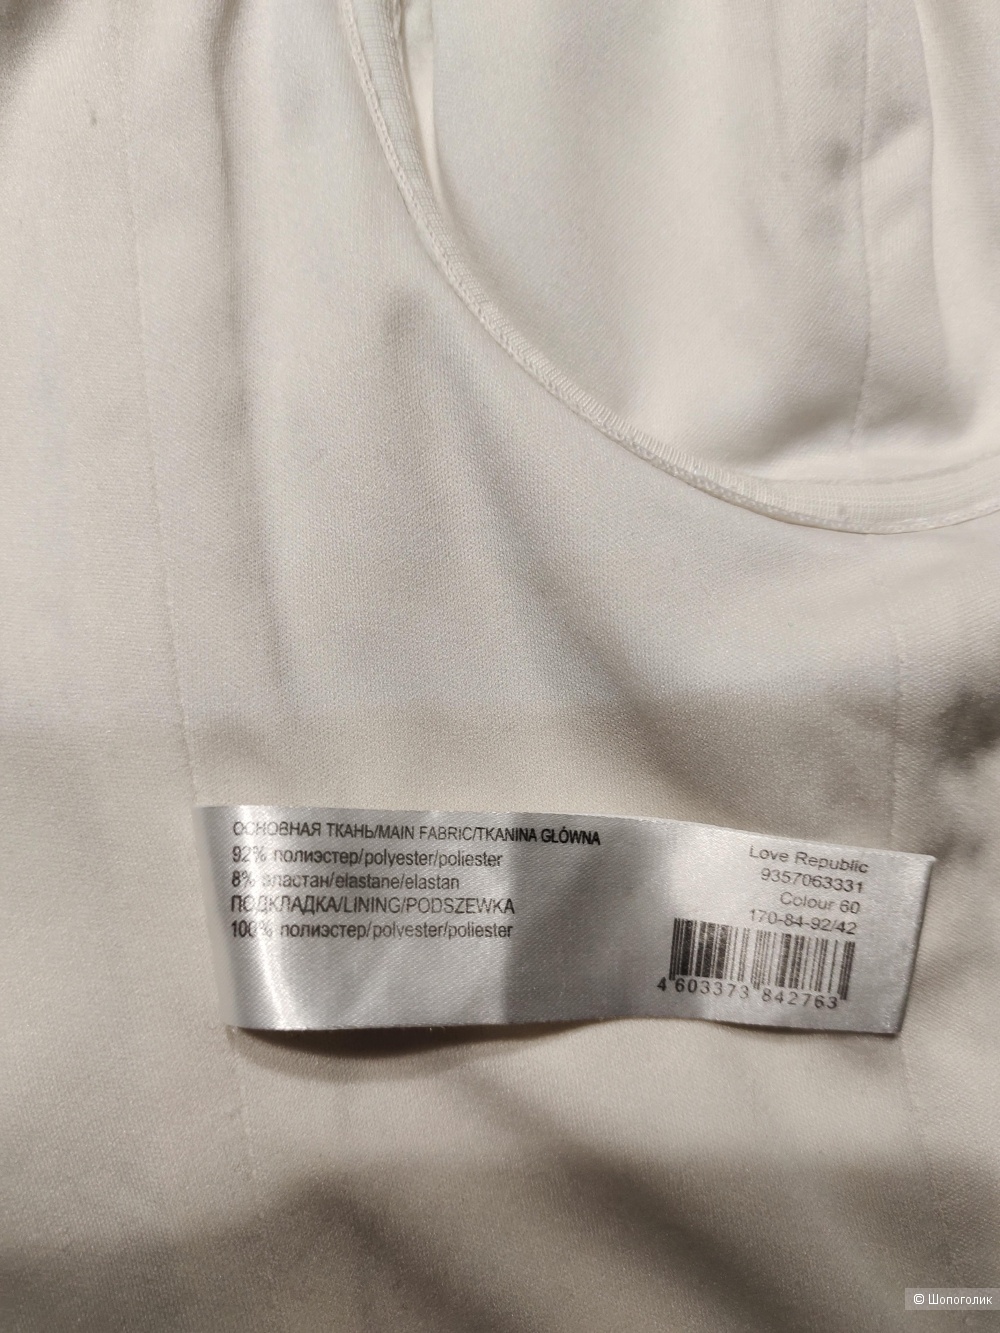 ОСНОВНАЯ ТКАНЬ/MAIN FABRIC/TKANINA GŁÓWNA
92% полиэстер/polyester/poliester
8% эластан/elastane/elastan
ПОДКЛАДКА/LINING/PODSZEWKA
100% полиэстер/polyester/poliester
Love Republic
9357063331
Colour 60
170-84-92/42
4 603373 842763
© Шопоголик